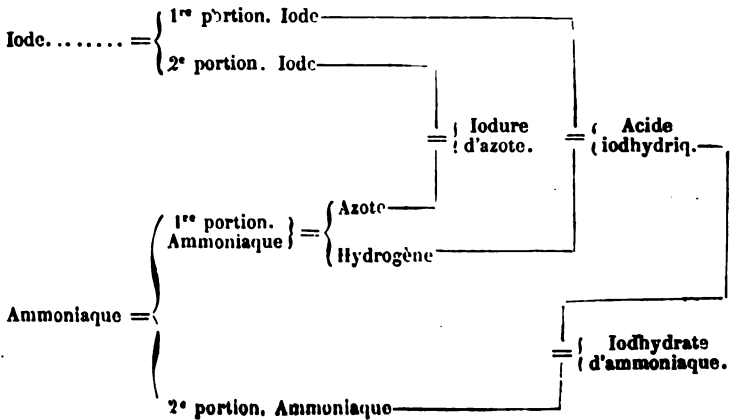 1re portion. Iode
Iode........ =
2e portion. Iode
= Iodure d'azote.
= Acide iodhydriq.
1re portion. Ammoniaque =
Azote
Hydrogène
Ammoniaque =
= Iodhydrate d'ammoniaque.
2e portion. Ammoniaque